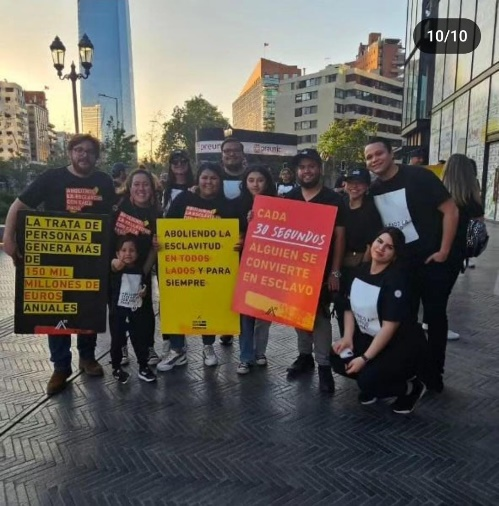 10/10
LA TRATA DE
PERSONAS
GENERA MÁS
DE
150 MIL
MILLONES DE
EUROS
ANUALES
ABOLIENDO LA
ESCLAVITUD
EN TODOS
LADOS Y PARA
SIEMPRE
CADA
30 SEGUNDOS
ALGUIEN SE
CONVIERTE
EN ESCLAVO